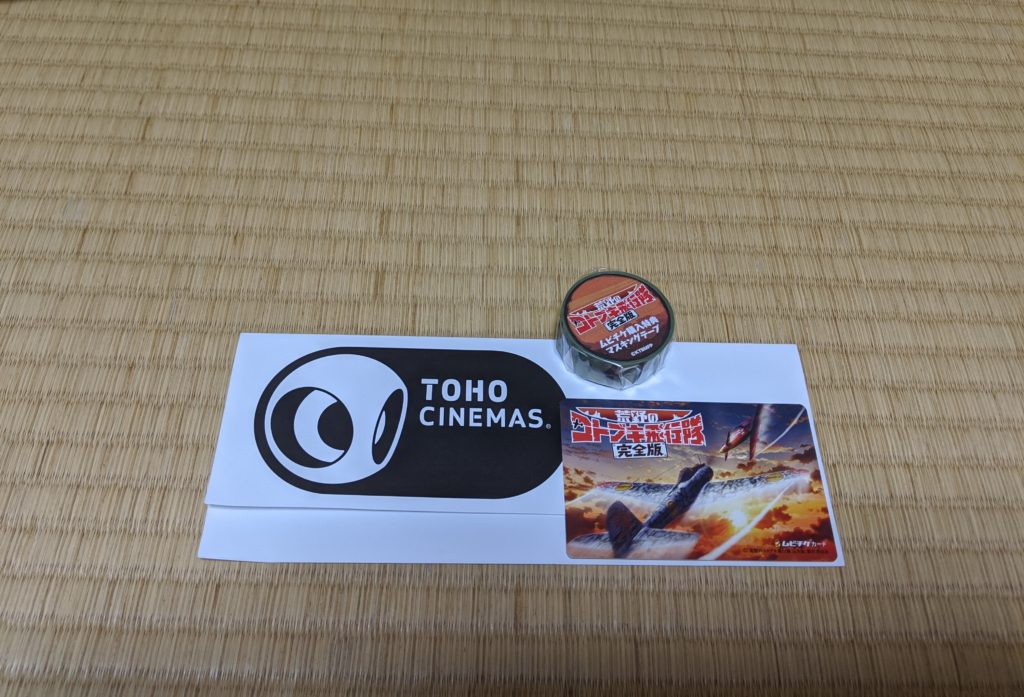 TOHO
CINEMAS®
荒野の
コトブキ飛行隊
完全版
ムビチケ購入特典
マスキングテープ
荒野の
コトブキ飛行隊
完全版
ムビチケカード